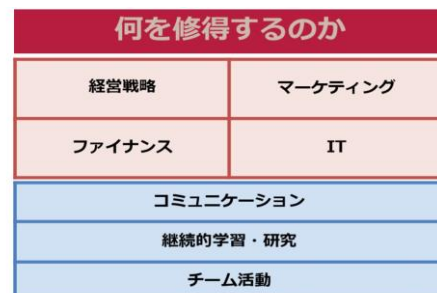 何を修得するのか
経営戦略 マーケティング
ファイナンス IT
コミュニケーション
継続的学習・研究
チーム活動